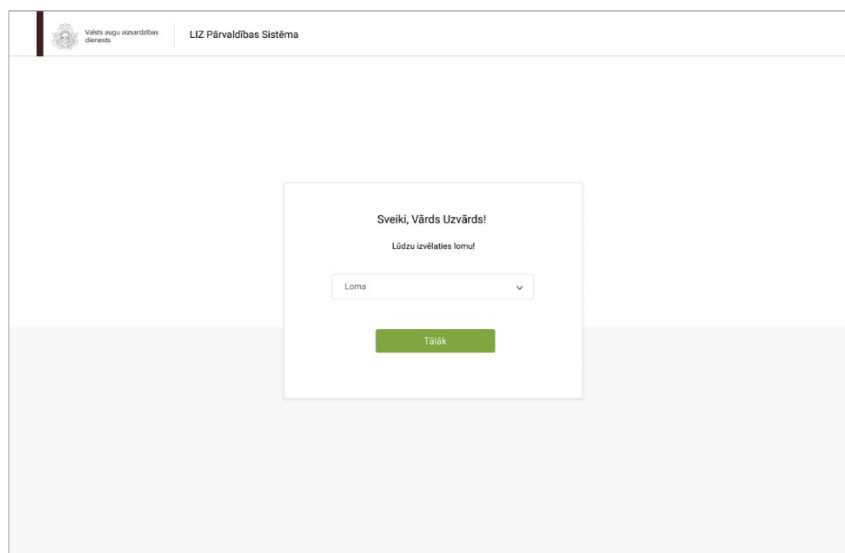 Valsts augu aizsardzības
dienests
LIZ Pārvaldības Sistēma
Sveiki, Vārds Uzvārds!
Lūdzu izvēlaties lomu!
Loma
Tālāk